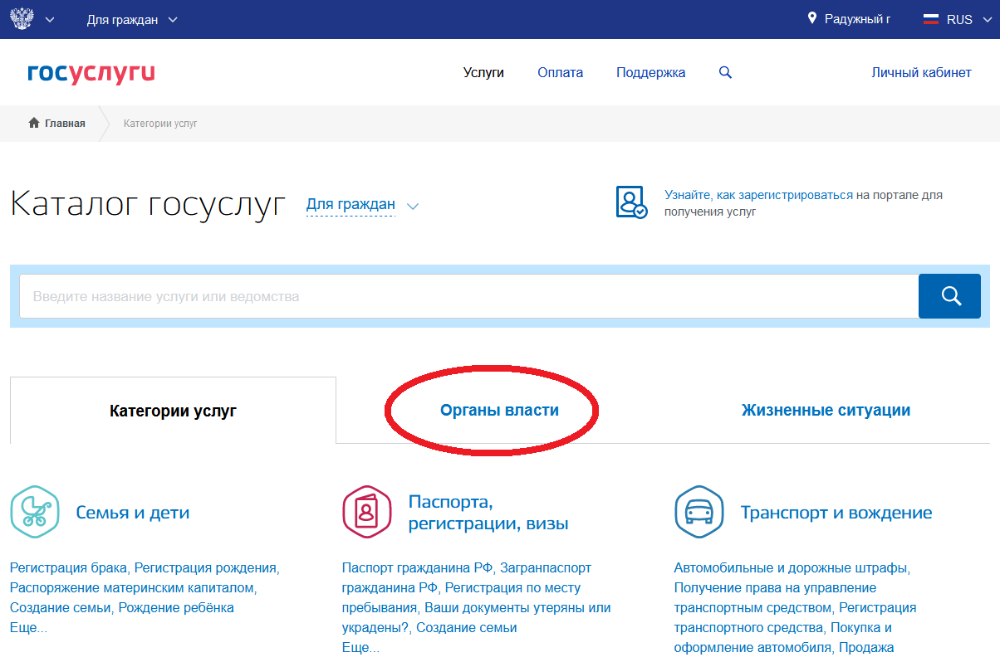 Для граждан
Радужный г
RUS
госуслуги
Услуги
Оплата
Поддержка
Личный кабинет
Главная
Категории услуг
Каталог госуслуг
Для граждан
Узнайте, как зарегистрироваться на портале для
получения услуг
Введите название услуги или ведомства
Категории услуг
Органы власти
Жизненные ситуации
Семья и дети
Регистрация брака, Регистрация рождения,
Распоряжение материнским капиталом,
Создание семьи, Рождение ребёнка
Еще...
Паспорта,
регистрации, визы
Паспорт гражданина РФ, Загранпаспорт
гражданина РФ, Регистрация по месту
пребывания, Ваши документы утеряны или
украдены?, Создание семьи
Еще...
Транспорт и вождение
Автомобильные и дорожные штрафы,
Получение права на управление
транспортным средством, Регистрация
транспортного средства, Покупка и
оформление автомобиля, Продажа